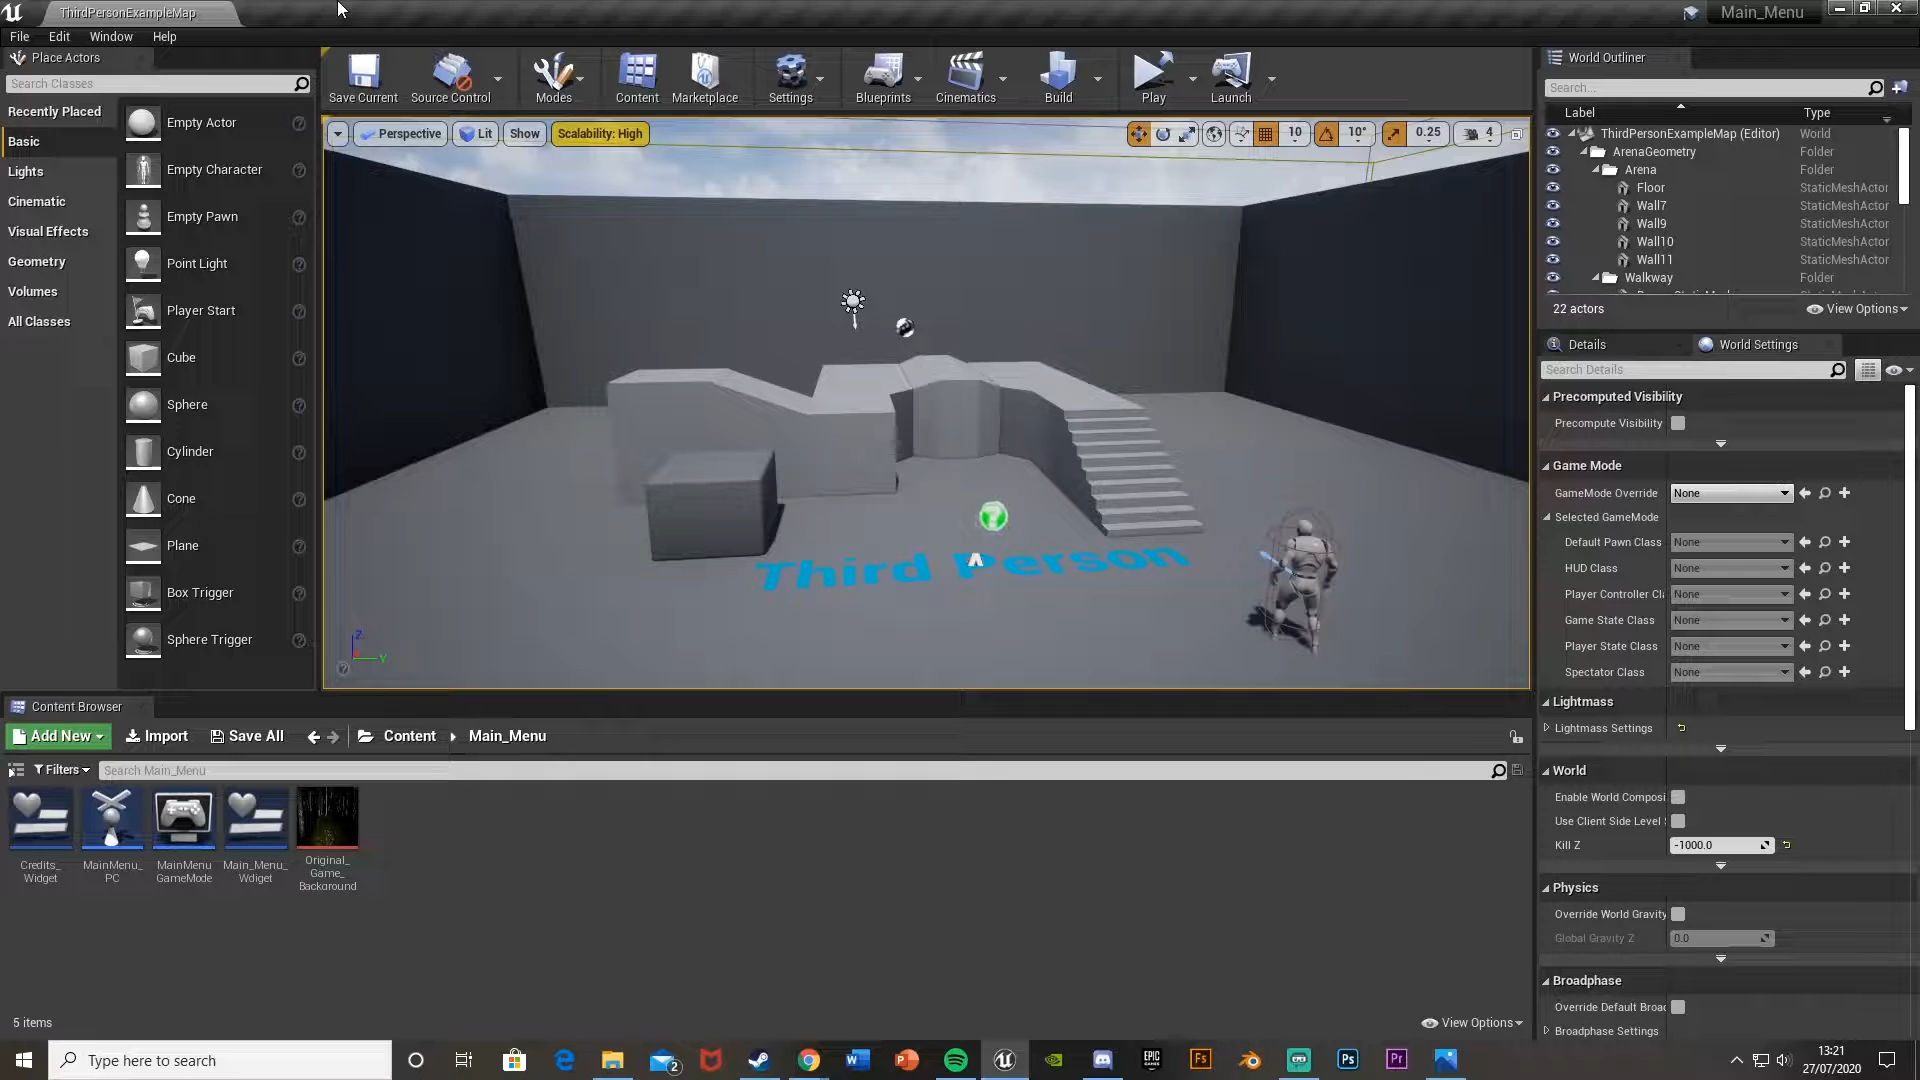 ThirdPersonExampleMap
Main_Menu
File Edit Window Help
Place Actors
Search Classes
Recently Placed
Basic
Lights
Cinematic
Visual Effects
Geometry
Volumes
All Classes
Empty Actor
Empty Character
Empty Pawn
Point Light
Player Start
Cube
Sphere
Cylinder
Cone
Plane
Box Trigger
Sphere Trigger
Save Current Source Control Modes Content Marketplace Settings Blueprints Cinematics Build Play Launch
Perspective Lit Show Scalability: High 10 10° 0.25 4
Third Person
Z
Y
World Outliner
Search...
Label Type
ThirdPersonExampleMap (Editor) World
ArenaGeometry Folder
Arena Folder
Floor StaticMeshActor
Wall7 StaticMeshActor
Wall9 StaticMeshActor
Wall10 StaticMeshActor
Wall11 StaticMeshActor
Walkway Folder
22 actors View Options
Details World Settings
Search Details
Precomputed Visibility
Precompute Visibility
Game Mode
GameMode Override None
Selected GameMode
Default Pawn Class None
HUD Class None
Player Controller Cl None
Game State Class None
Player State Class None
Spectator Class None
Lightmass
Lightmass Settings
World
Enable World Composi
Use Client Side Level
Kill Z -1000.0
Physics
Override World Gravity
Global Gravity Z 0.0
Broadphase
Override Default Broad
Broadphase Settings
Content Browser
Add New Import Save All Content Main_Menu
Filters Search Main_Menu
Credits_
Widget
MainMenu_
PC
MainMenu
GameMode
Main_Menu_
Wdiget
Original_
Game_
Background
5 items View Options
Type here to search
2
EPIC GAMES
Fs
Ps
Pr
13:21
27/07/2020